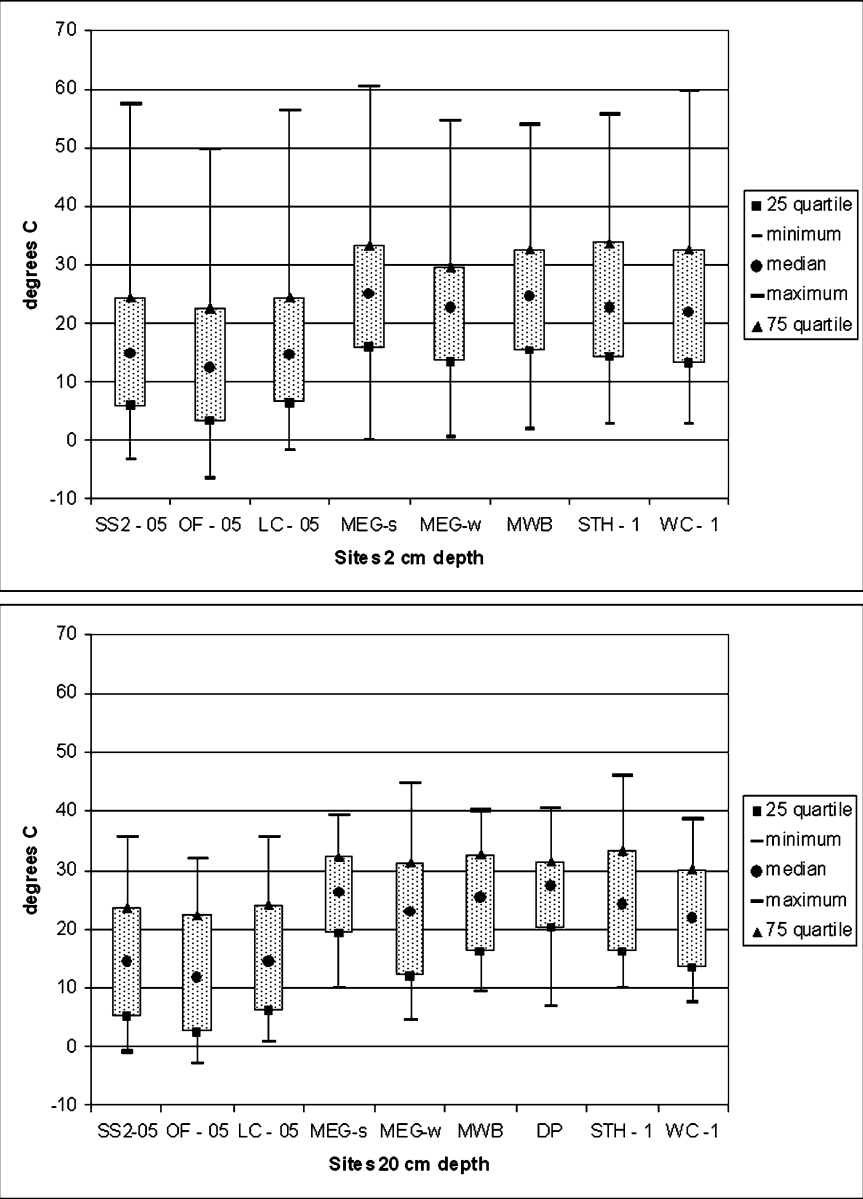 70
60
50
40
30
20
10
0
-10
degrees C
SS2 - 05 OF - 05 LC - 05 MEG-s MEG-w MWB STH - 1 WC - 1
Sites 2 cm depth
25 quartile
minimum
median
maximum
75 quartile
70
60
50
40
30
20
10
0
-10
degrees C
SS2-05 OF - 05 LC - 05 MEG-s MEG-w MWB DP STH - 1 WC -1
Sites 20 cm depth
25 quartile
minimum
median
maximum
75 quartile